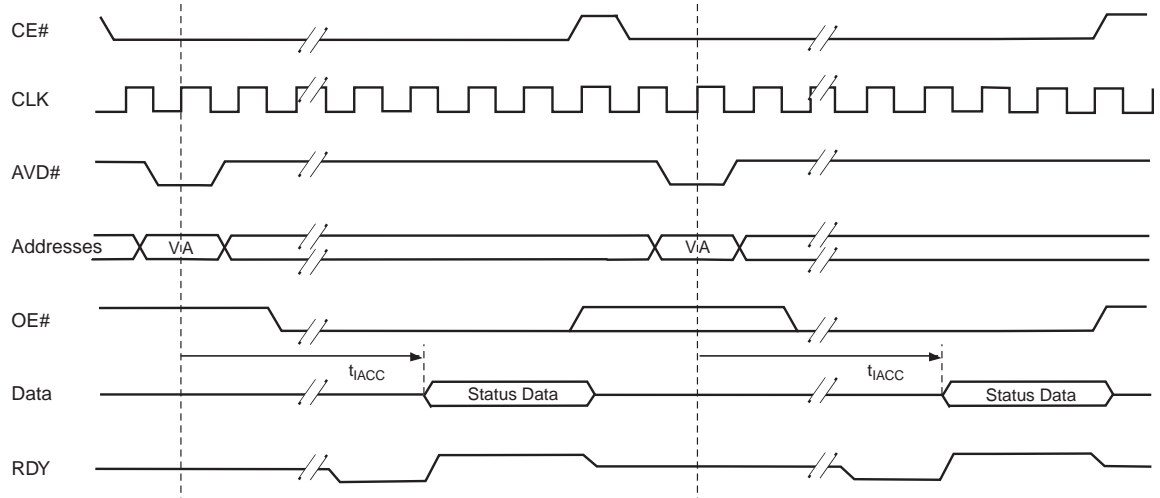 CE#
CLK
AVD#
Addresses VA VA
OE#
tIACC tIACC
Data Status Data Status Data
RDY